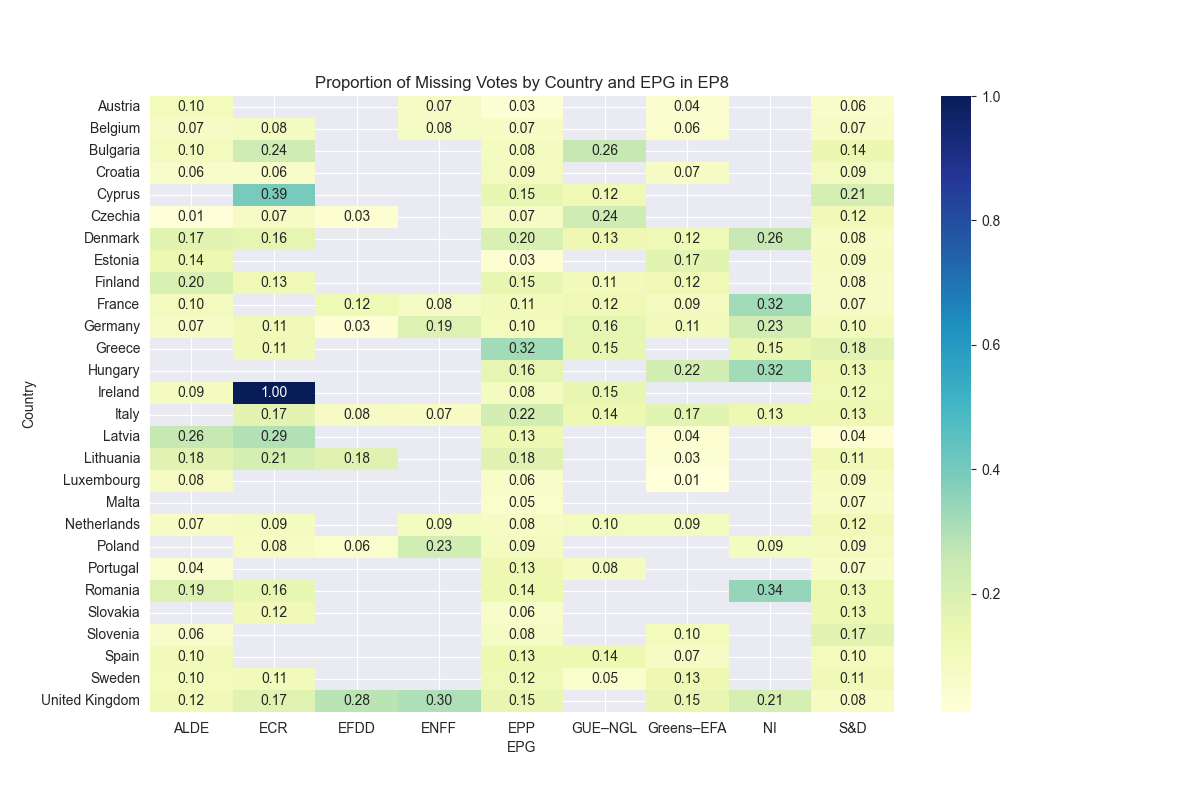 Proportion of Missing Votes by Country and EPG in EP8
Country
Austria 0.10 0.07 0.03 0.04 0.06
Belgium 0.07 0.08 0.08 0.07 0.06 0.07
Bulgaria 0.10 0.24 0.08 0.26 0.14
Croatia 0.06 0.06 0.09 0.07 0.09
Cyprus 0.39 0.15 0.12 0.21
Czechia 0.01 0.07 0.03 0.07 0.24 0.12
Denmark 0.17 0.16 0.20 0.13 0.12 0.26 0.08
Estonia 0.14 0.03 0.17 0.09
Finland 0.20 0.13 0.15 0.11 0.12 0.08
France 0.10 0.12 0.08 0.11 0.12 0.09 0.32 0.07
Germany 0.07 0.11 0.03 0.19 0.10 0.16 0.11 0.23 0.10
Greece 0.11 0.32 0.15 0.15 0.18
Hungary 0.16 0.22 0.32 0.13
Ireland 0.09 1.00 0.08 0.15 0.12
Italy 0.17 0.08 0.07 0.22 0.14 0.17 0.13 0.13
Latvia 0.26 0.29 0.13 0.04 0.04
Lithuania 0.18 0.21 0.18 0.18 0.03 0.11
Luxembourg 0.08 0.06 0.01 0.09
Malta 0.05 0.07
Netherlands 0.07 0.09 0.09 0.08 0.10 0.09 0.12
Poland 0.08 0.06 0.23 0.09 0.09 0.09
Portugal 0.04 0.13 0.08 0.07
Romania 0.19 0.16 0.14 0.34 0.13
Slovakia 0.12 0.06 0.13
Slovenia 0.06 0.08 0.10 0.17
Spain 0.10 0.13 0.14 0.07 0.10
Sweden 0.10 0.11 0.12 0.05 0.13 0.11
United Kingdom 0.12 0.17 0.28 0.30 0.15 0.15 0.21 0.08
ALDE ECR EFDD ENFF EPP GUE–NGL Greens–EFA NI S&D
EPG
1.0
0.8
0.6
0.4
0.2